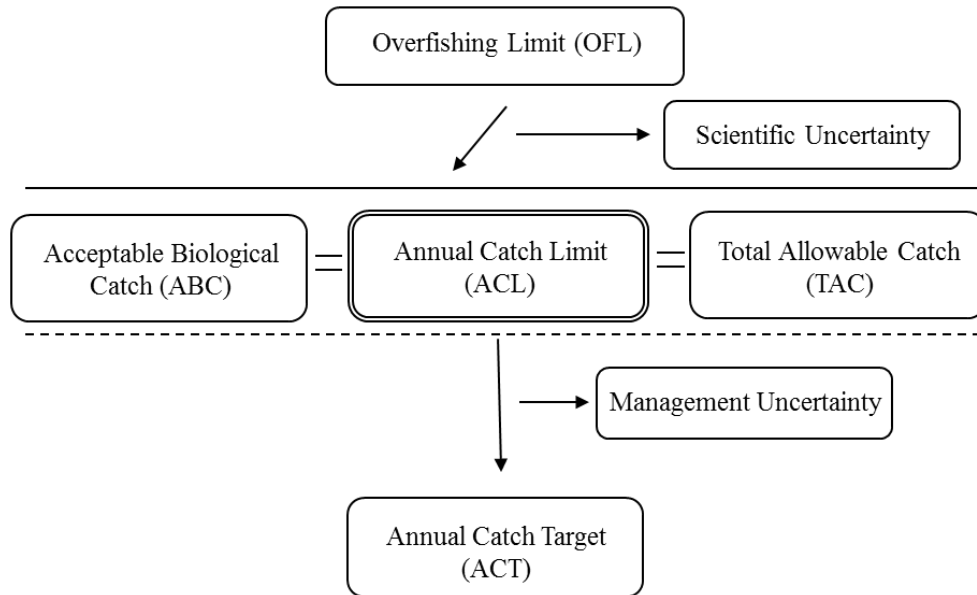 Overfishing Limit (OFL)
Scientific Uncertainty
Acceptable Biological
Catch (ABC)
=
Annual Catch Limit
(ACL)
=
Total Allowable Catch
(TAC)
Management Uncertainty
Annual Catch Target
(ACT)